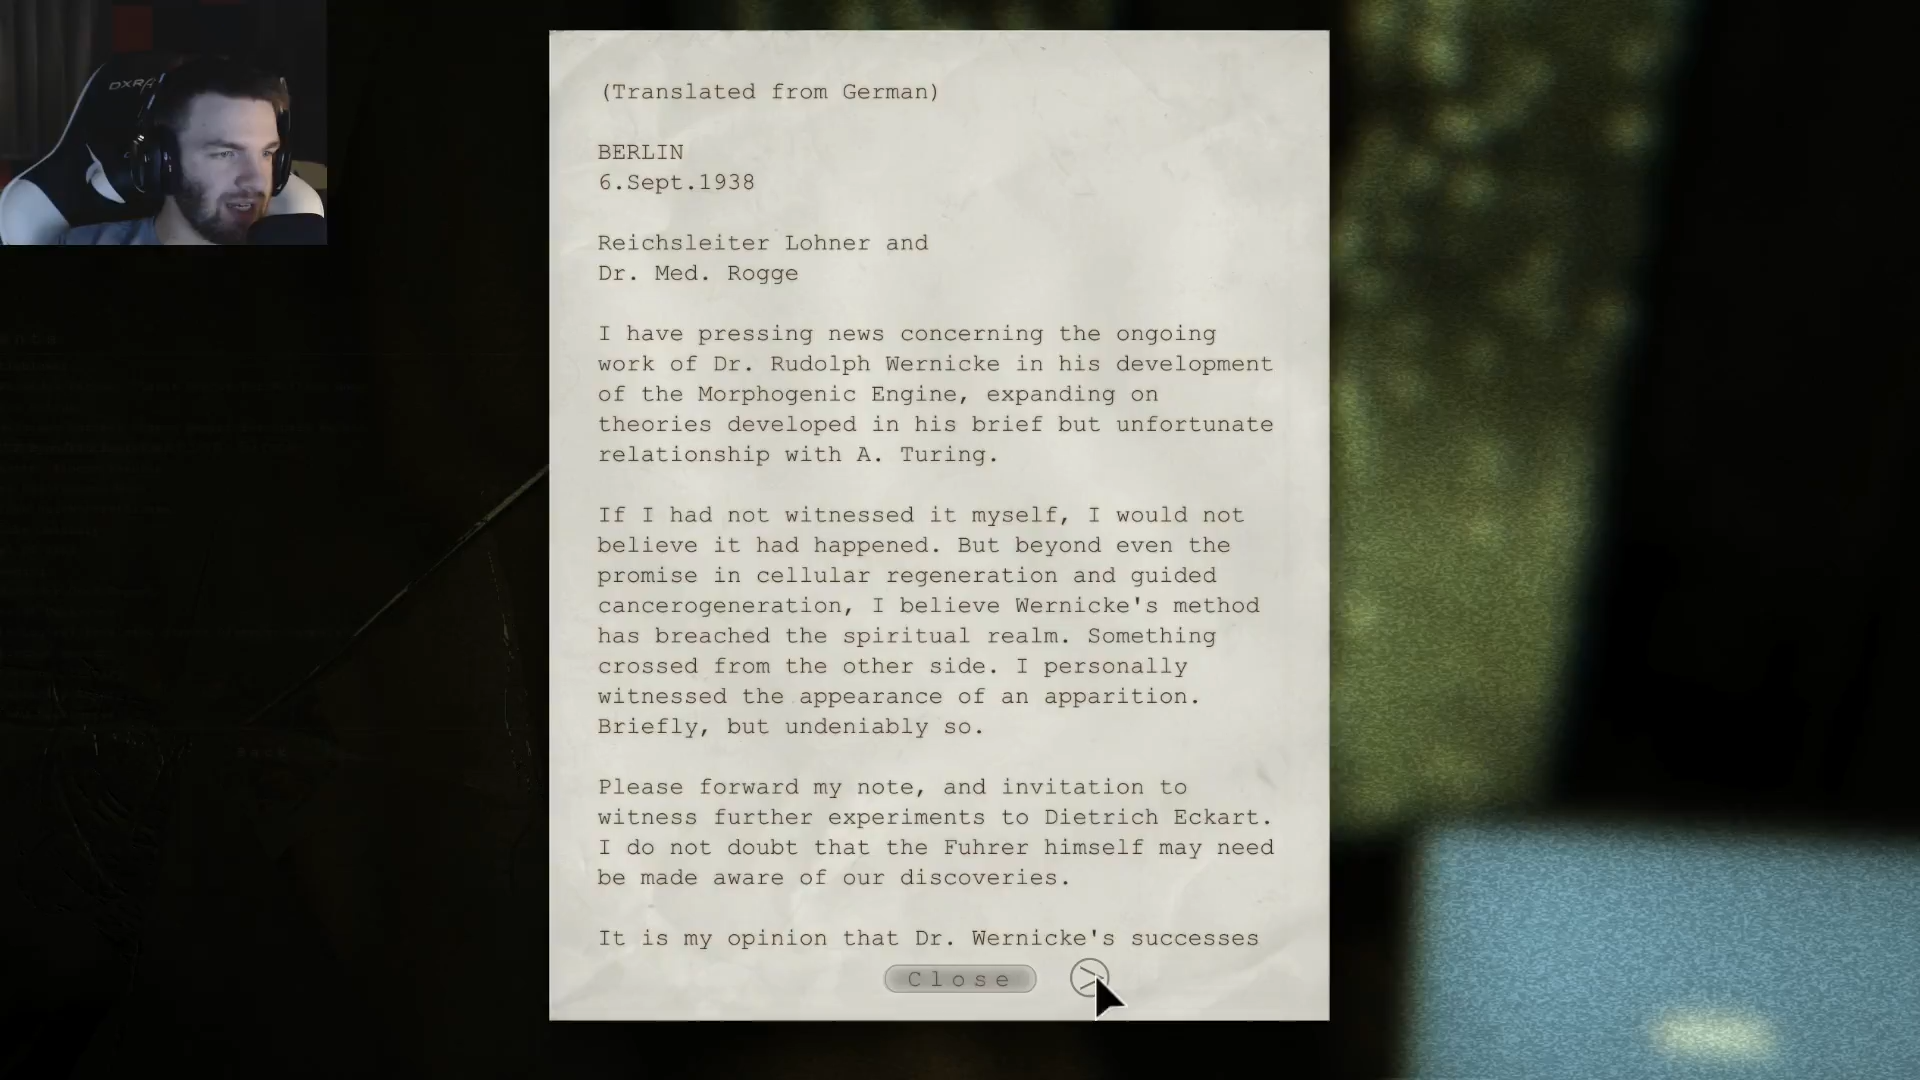 DXRA
(Translated from German)
BERLIN
6.Sept.1938
Reichsleiter Lohner and
Dr. Med. Rogge
I have pressing news concerning the ongoing
work of Dr. Rudolph Wernicke in his development
of the Morphogenic Engine, expanding on
theories developed in his brief but unfortunate
relationship with A. Turing.
If I had not witnessed it myself, I would not
believe it had happened. But beyond even the
promise in cellular regeneration and guided
cancerogeneration, I believe Wernicke's method
has breached the spiritual realm. Something
crossed from the other side. I personally
witnessed the appearance of an apparition.
Briefly, but undeniably so.
Please forward my note, and invitation to
witness further experiments to Dietrich Eckart.
I do not doubt that the Fuhrer himself may need
be made aware of our discoveries.
It is my opinion that Dr. Wernicke's successes
Close >